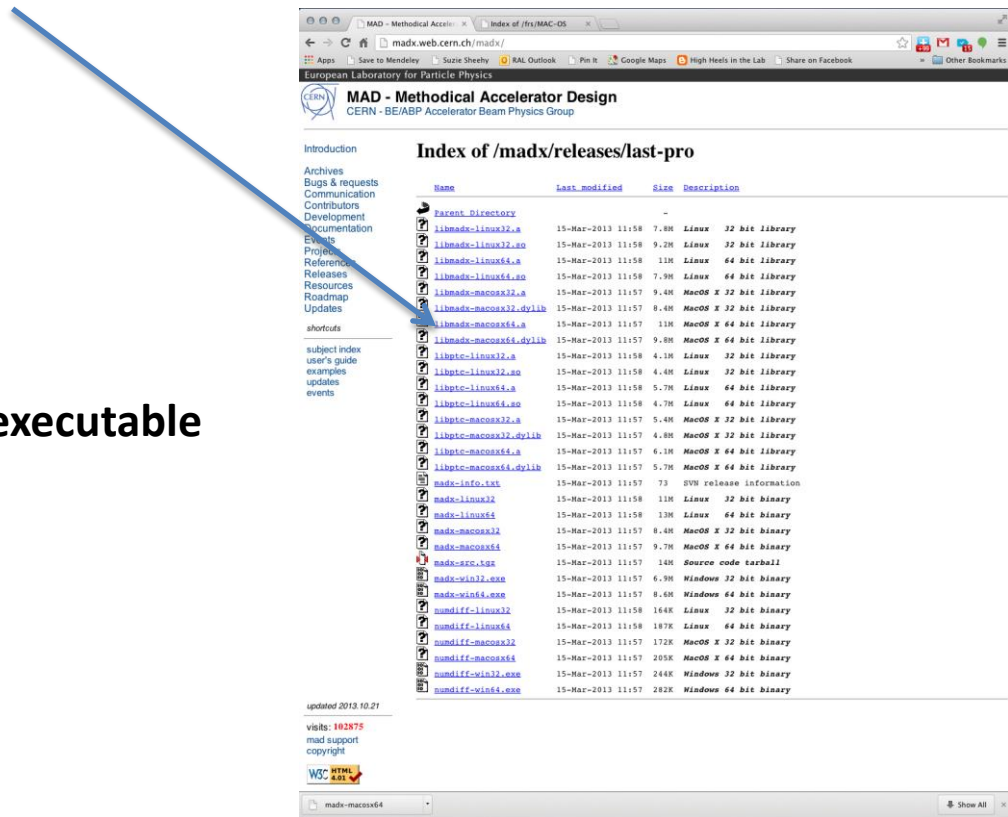 executable
MAD - Methodical Acceler
Index of /frs/MAC-OS
madx.web.cern.ch/madx/
Apps Save to Mendeley Suzie Sheehy RAL Outlook Pin It Google Maps High Heels in the Lab Share on Facebook » Other Bookmarks
European Laboratory for Particle Physics
CERN
MAD - Methodical Accelerator Design
CERN - BE/ABP Accelerator Beam Physics Group
Introduction
Archives
Bugs & requests
Communication
Contributors
Development
Documentation
Events
Projects
References
Releases
Resources
Roadmap
Updates
shortcuts
subject index
user's guide
examples
updates
events
Index of /madx/releases/last-pro
Name Last modified Size Description
Parent Directory -
libmadx-linux32.a 15-Mar-2013 11:58 7.8M Linux 32 bit library
libmadx-linux32.so 15-Mar-2013 11:58 9.2M Linux 32 bit library
libmadx-linux64.a 15-Mar-2013 11:58 11M Linux 64 bit library
libmadx-linux64.so 15-Mar-2013 11:58 7.9M Linux 64 bit library
libmadx-macosx32.a 15-Mar-2013 11:57 9.4M MacOS X 32 bit library
libmadx-macosx32.dylib 15-Mar-2013 11:57 8.4M MacOS X 32 bit library
libmadx-macosx64.a 15-Mar-2013 11:57 11M MacOS X 64 bit library
libmadx-macosx64.dylib 15-Mar-2013 11:57 9.8M MacOS X 64 bit library
libptc-linux32.a 15-Mar-2013 11:58 4.1M Linux 32 bit library
libptc-linux32.so 15-Mar-2013 11:58 4.4M Linux 32 bit library
libptc-linux64.a 15-Mar-2013 11:58 5.7M Linux 64 bit library
libptc-linux64.so 15-Mar-2013 11:58 4.7M Linux 64 bit library
libptc-macosx32.a 15-Mar-2013 11:57 5.4M MacOS X 32 bit library
libptc-macosx32.dylib 15-Mar-2013 11:57 4.8M MacOS X 32 bit library
libptc-macosx64.a 15-Mar-2013 11:57 6.1M MacOS X 64 bit library
libptc-macosx64.dylib 15-Mar-2013 11:57 5.7M MacOS X 64 bit library
madx-info.txt 15-Mar-2013 11:57 73 SVN release information
madx-linux32 15-Mar-2013 11:58 11M Linux 32 bit binary
madx-linux64 15-Mar-2013 11:58 13M Linux 64 bit binary
madx-macosx32 15-Mar-2013 11:57 8.4M MacOS X 32 bit binary
madx-macosx64 15-Mar-2013 11:57 9.7M MacOS X 64 bit binary
madx-src.tgz 15-Mar-2013 11:57 14M Source code tarball
madx-win32.exe 15-Mar-2013 11:57 6.9M Windows 32 bit binary
madx-win64.exe 15-Mar-2013 11:57 8.6M Windows 64 bit binary
numdiff-linux32 15-Mar-2013 11:58 164K Linux 32 bit binary
numdiff-linux64 15-Mar-2013 11:58 187K Linux 64 bit binary
numdiff-macosx32 15-Mar-2013 11:57 172K MacOS X 32 bit binary
numdiff-macosx64 15-Mar-2013 11:57 205K MacOS X 64 bit binary
numdiff-win32.exe 15-Mar-2013 11:57 244K Windows 32 bit binary
numdiff-win64.exe 15-Mar-2013 11:57 282K Windows 64 bit binary
updated 2013.10.21
visits: 102875
mad support
copyright
W3C HTML 4.01
madx-macosx64
Show All